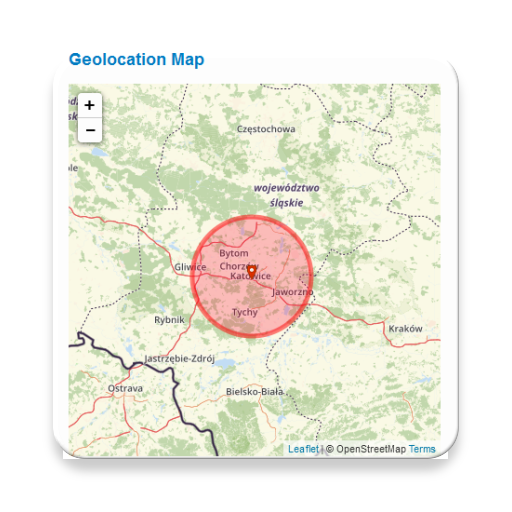 Geolocation Map
+
−
Częstochowa
województwo
śląskie
Bytom
Gliwice
Chorzów
Katowice
Jaworzno
Tychy
Rybnik
Kraków
Jastrzębie-Zdrój
Ostrava
Bielsko-Biała
Leaflet | © OpenStreetMap Terms